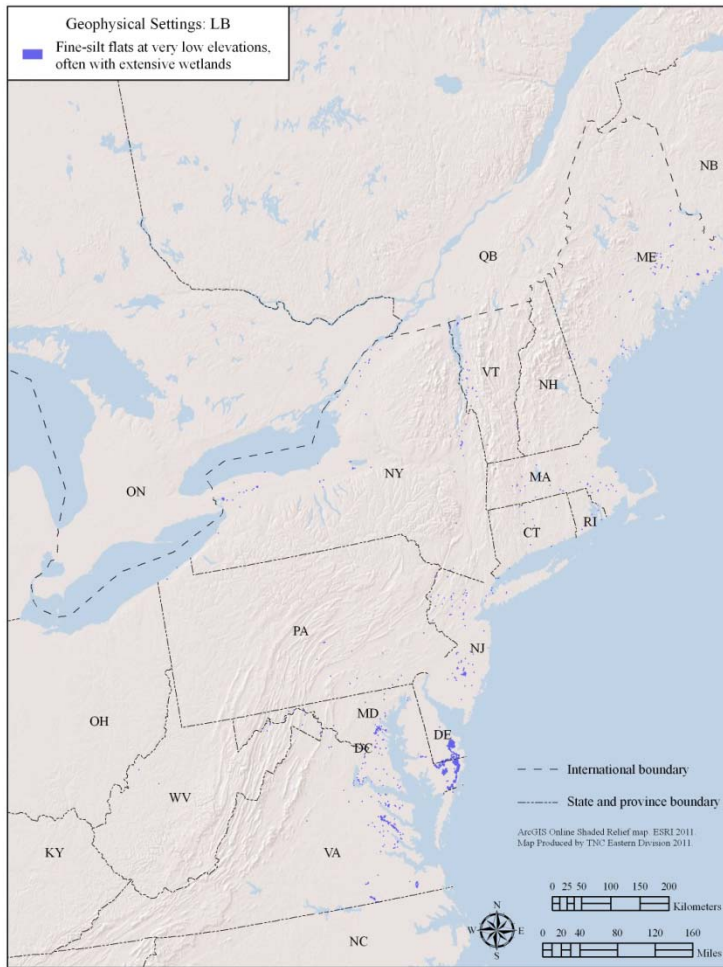 Geophysical Settings: LB
Fine-silt flats at very low elevations,
often with extensive wetlands
NB
ME
QB
VT
NH
ON
NY
MA
CT
RI
PA
NJ
OH
MD
DC
DE
WV
KY
VA
NC
International boundary
State and province boundary
ArcGIS Online Shaded Relief map. ESRI 2011.
Map Produced by TNC Eastern Division 2011.
0 25 50 100 150 200
Kilometers
N
W E
S
0 20 40 80 120 160
Miles